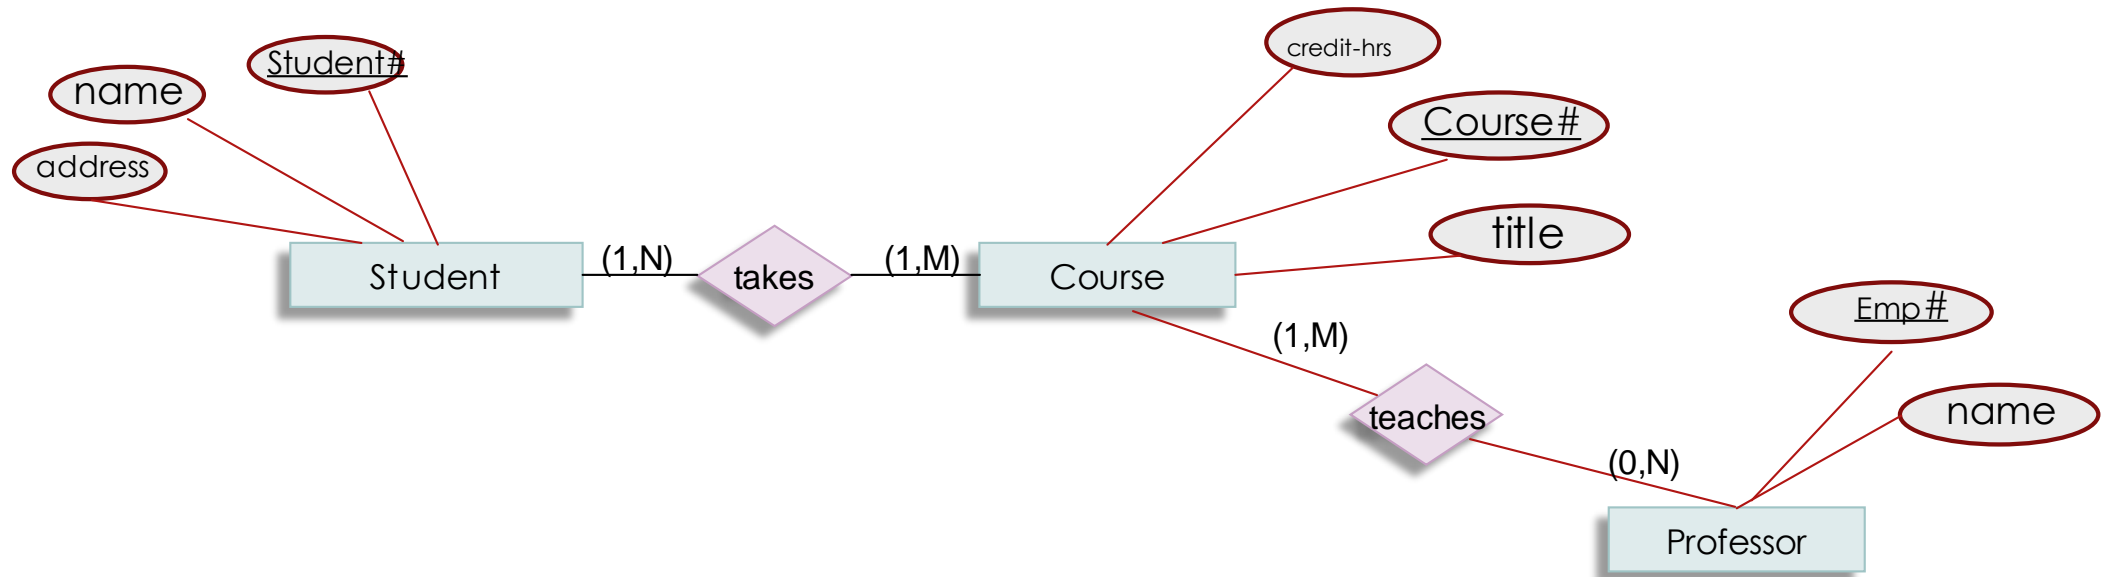 credit-hrs
Student#
name
Course#
address
title
Student
(1,N)
takes
(1,M)
Course
Emp#
(1,M)
teaches
name
(0,N)
Professor